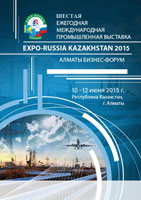 ШЕСТАЯ
ЕЖЕГОДНАЯ
МЕЖДУНАРОДНАЯ
ПРОМЫШЛЕННАЯ ВЫСТАВКА
EXPO-RUSSIA KAZAKHSTAN 2015
АЛМАТЫ БИЗНЕС-ФОРУМ
10 - 12 июня 2015 г.
Республика Казахстан,
г. Алматы